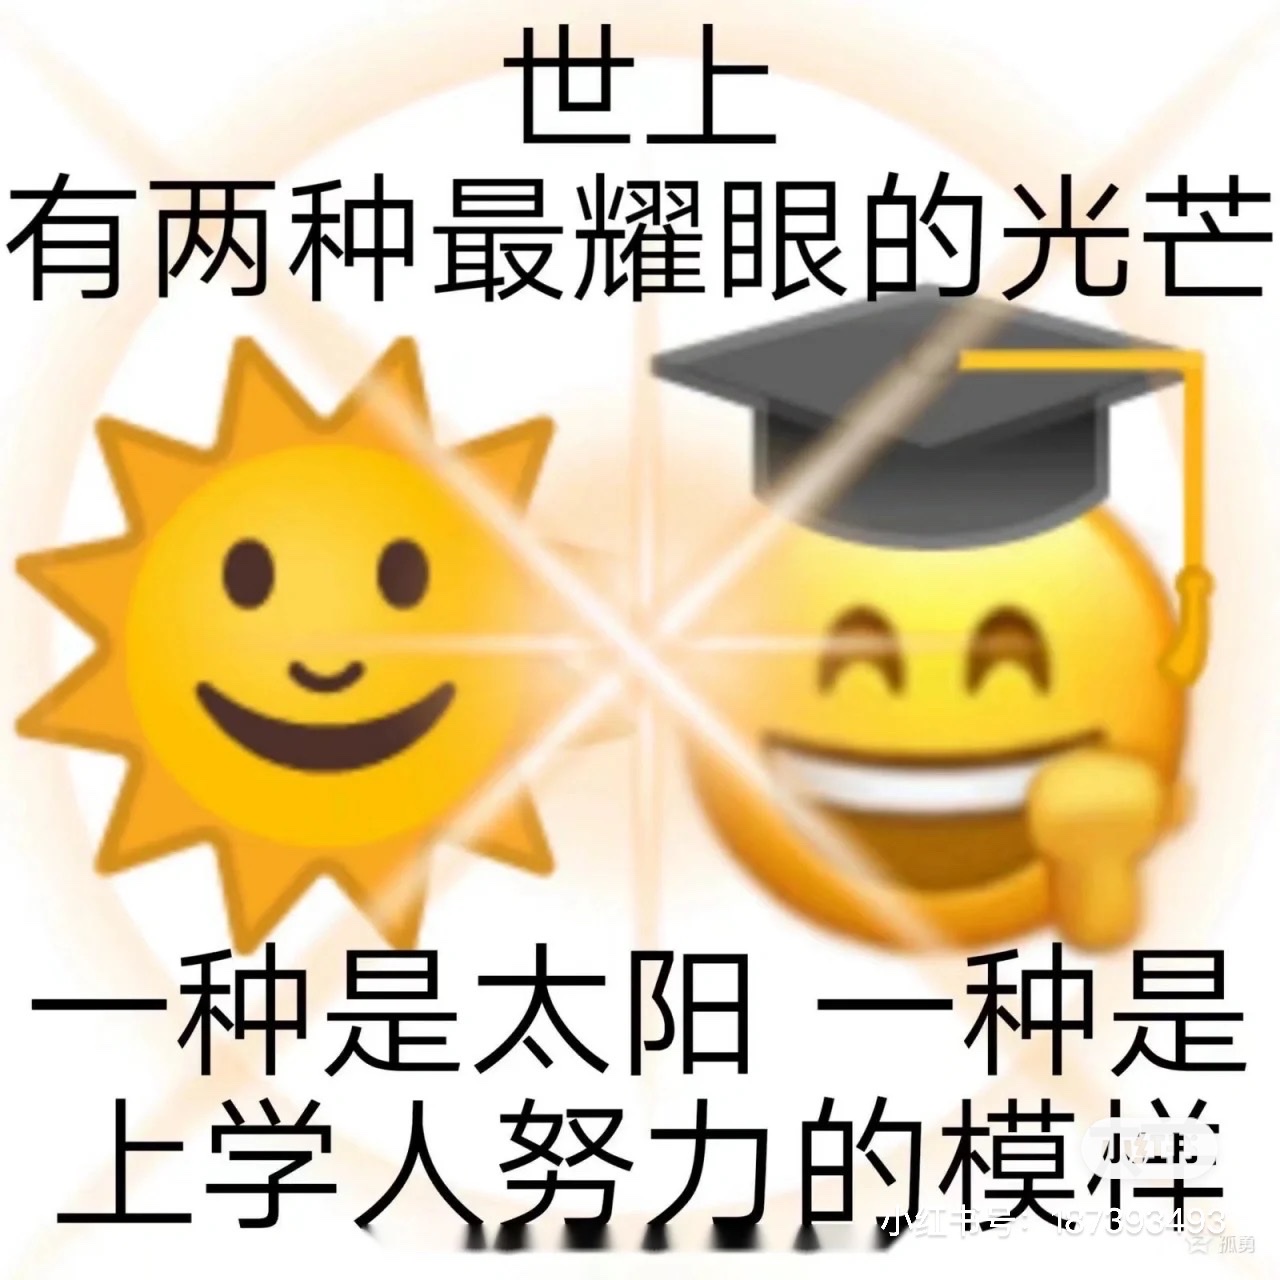 世上
有两种最耀眼的光芒
一种是太阳 一种是
上学人努力的模样
小红书
小红书号：187393493
孤勇